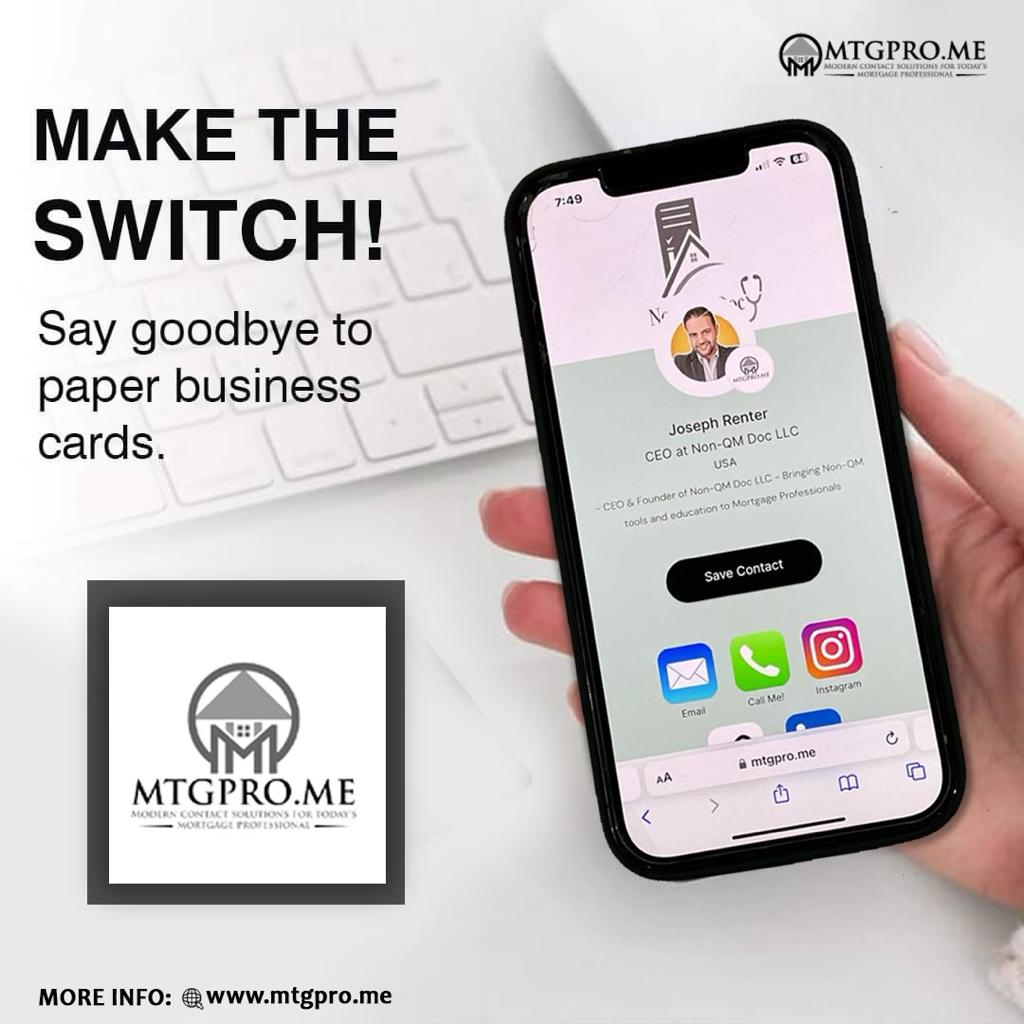 MTGPRO.ME
MODERN CONTACT SOLUTIONS FOR TODAY'S
MORTGAGE PROFESSIONAL
MAKE THE
SWITCH!
Say goodbye to
paper business
cards.
7:49
MTGPRO.ME
Joseph Renter
CEO at Non-QM Doc LLC
USA
- CEO & Founder of Non-QM Doc LLC - Bringing Non-QM
tools and education to Mortgage Professionals
Save Contact
Email
Call Me!
Instagram
AA
mtgpro.me
MTGPRO.ME
MODERN CONTACT SOLUTIONS FOR TODAY'S
MORTGAGE PROFESSIONAL
MORE INFO: www.mtgpro.me